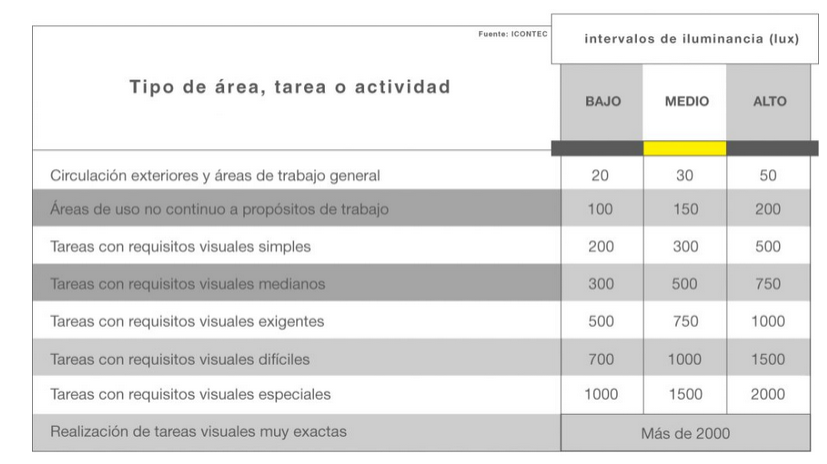 Fuente: ICONTEC
intervalos de iluminancia (lux)
Tipo de área, tarea o actividad
BAJO MEDIO ALTO
Circulación exteriores y áreas de trabajo general 20 30 50
Áreas de uso no continuo a propósitos de trabajo 100 150 200
Tareas con requisitos visuales simples 200 300 500
Tareas con requisitos visuales medianos 300 500 750
Tareas con requisitos visuales exigentes 500 750 1000
Tareas con requisitos visuales difíciles 700 1000 1500
Tareas con requisitos visuales especiales 1000 1500 2000
Realización de tareas visuales muy exactas Más de 2000